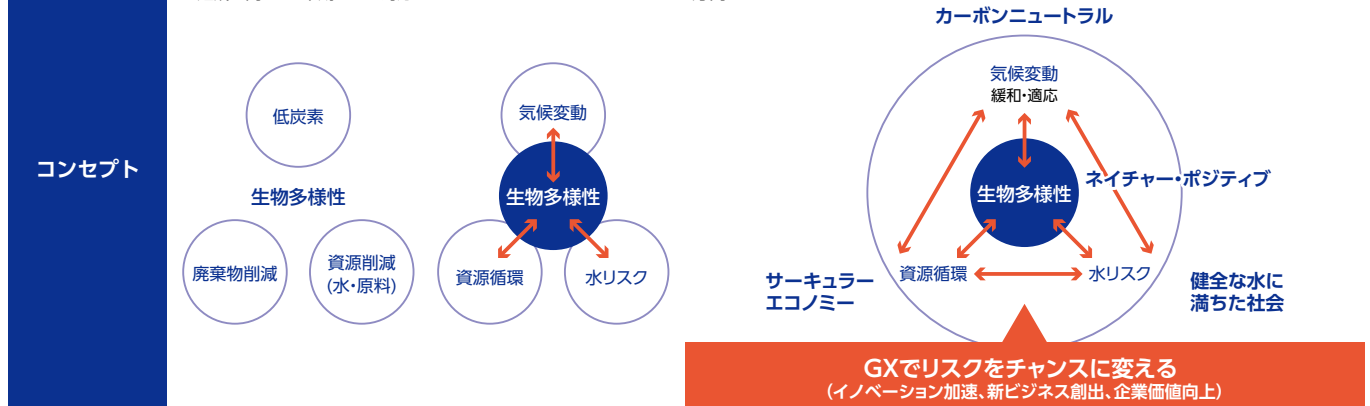 コンセプト
低炭素
生物多様性
廃棄物削減
資源削減
(水・原料)
気候変動
生物多様性
資源循環
水リスク
カーボンニュートラル
気候変動
緩和・適応
生物多様性
ネイチャー・ポジティブ
資源循環
水リスク
サーキュラー
エコノミー
健全な水に
満ちた社会
GXでリスクをチャンスに変える
(イノベーション加速、新ビジネス創出、企業価値向上)